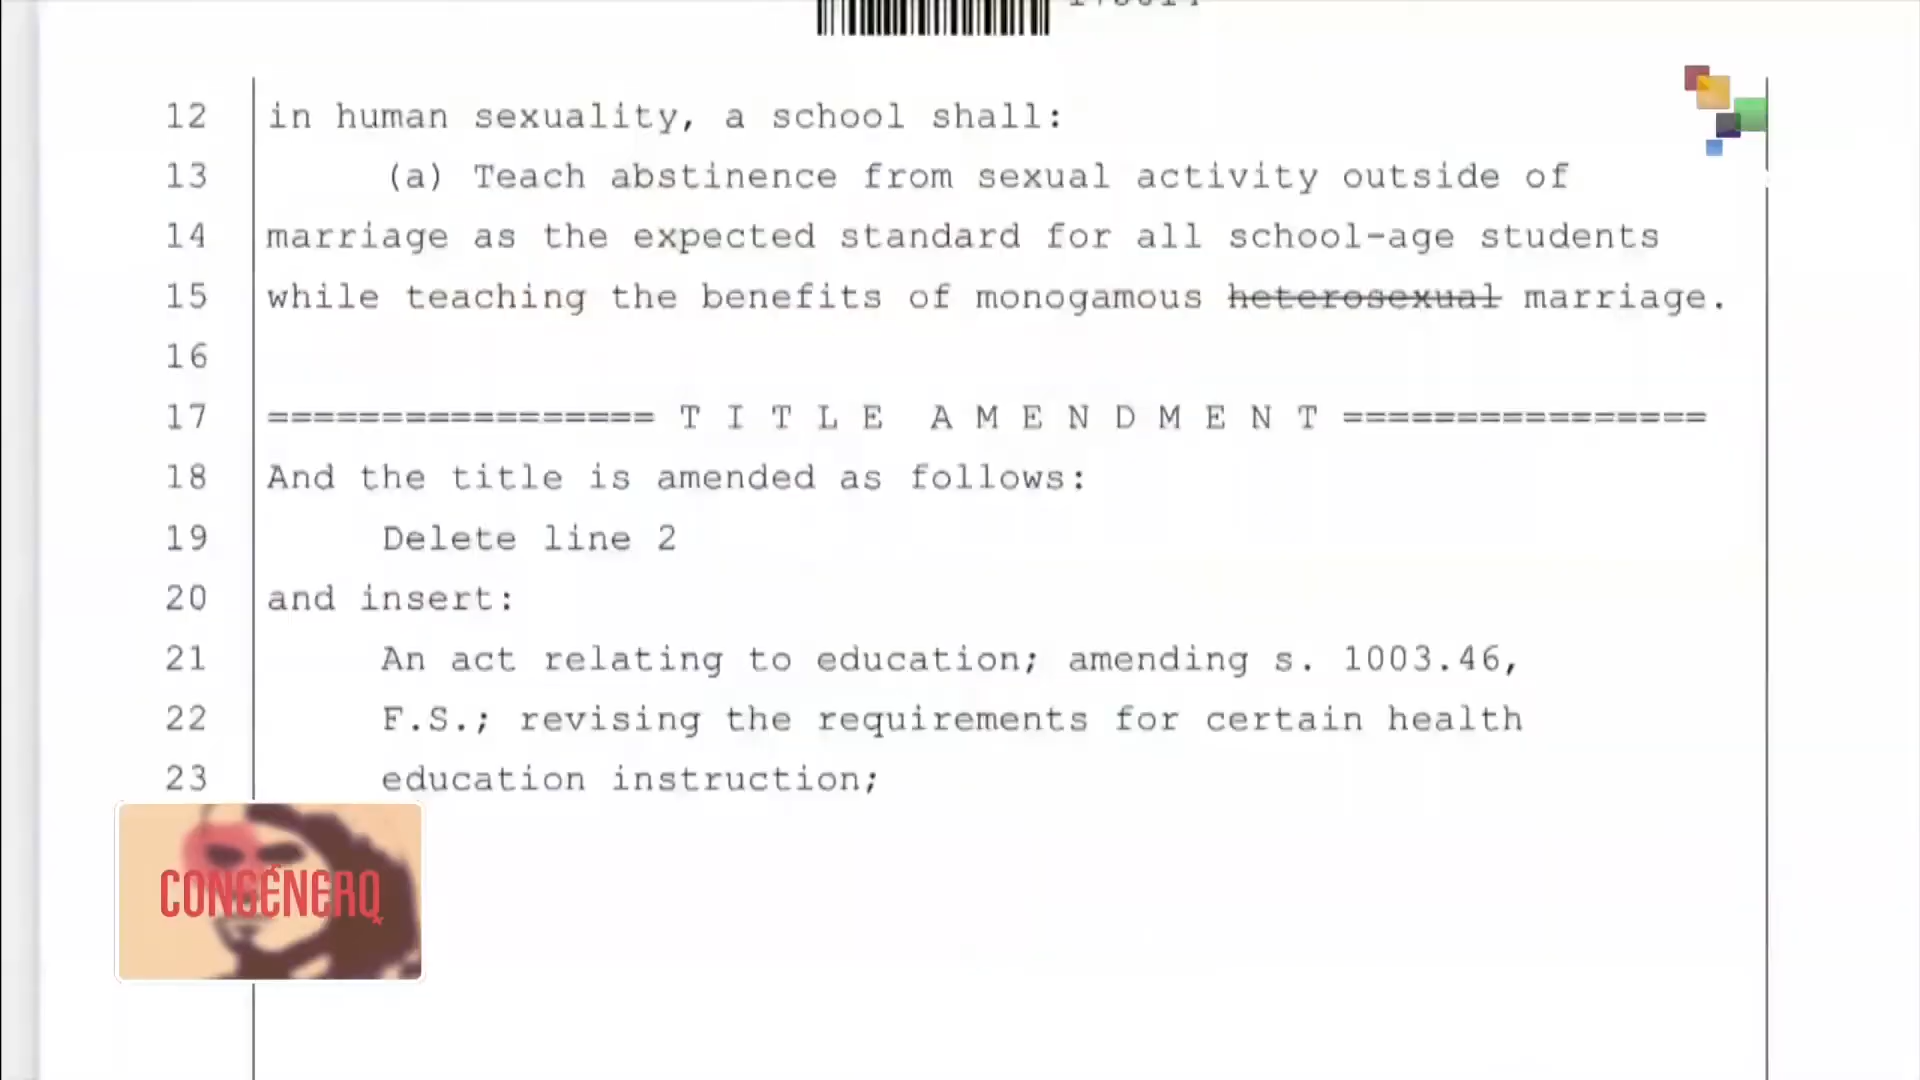 12 in human sexuality, a school shall:
13 (a) Teach abstinence from sexual activity outside of
14 marriage as the expected standard for all school-age students
15 while teaching the benefits of monogamous heterosexual marriage.
16
17 ================= T I T L E A M E N D M E N T ================
18 And the title is amended as follows:
19 Delete line 2
20 and insert:
21 An act relating to education; amending s. 1003.46,
22 F.S.; revising the requirements for certain health
23 education instruction;
CONGÉNERQ